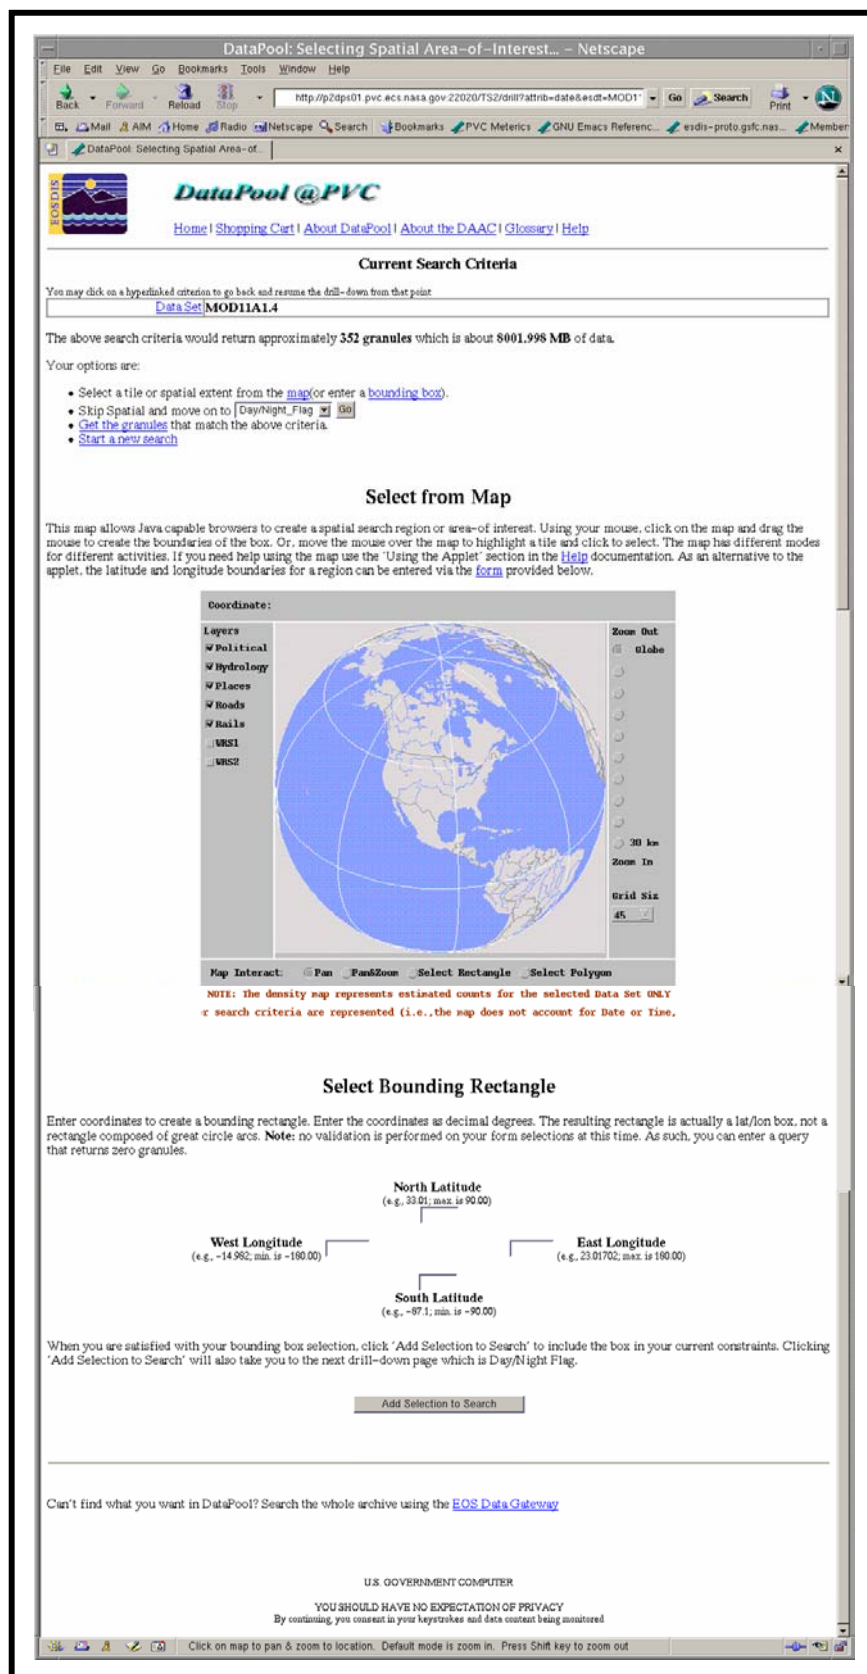 DataPool: Selecting Spatial Area-of-Interest... - Netscape
File Edit View Go Bookmarks Tools Window Help
Back Forward Reload Stop http://p2dps01.pvc.ecs.nasa.gov:22020/TS2/drill?attrib=date&esdt=MOD1 Go Search Print N
Mail AIM Home Radio Netscape Search Bookmarks PVC Meterics GNU Emacs Referenc... esdis-proto.gsfc.nas... Member
DataPool: Selecting Spatial Area-of...
EOSDIS
DataPool @PVC
Home | Shopping Cart | About DataPool | About the DAAC | Glossary | Help
Current Search Criteria
You may click on a hyperlinked criterion to go back and resume the drill-down from that point
Data Set MOD11A1.4
The above search criteria would return approximately 352 granules which is about 8001.998 MB of data.
Your options are:
• Select a tile or spatial extent from the map(or enter a bounding box).
• Skip Spatial and move on to Day/Night_Flag Go
• Get the granules that match the above criteria.
• Start a new search
Select from Map
This map allows Java capable browsers to create a spatial search region or area-of interest. Using your mouse, click on the map and drag the
mouse to create the boundaries of the box. Or, move the mouse over the map to highlight a tile and click to select. The map has different modes
for different activities. If you need help using the map use the 'Using the Applet' section in the Help documentation. As an alternative to the
applet, the latitude and longitude boundaries for a region can be entered via the form provided below.
Coordinate:
Layers
Political
Hydrology
Places
Roads
Rails
WRS1
WRS2
Zoom Out
Globe
30 km
Zoom In
Grid Siz
45
Map Interact: Pan Pan&Zoom Select Rectangle Select Polygon
NOTE: The density map represents estimated counts for the selected Data Set ONLY
r search criteria are represented (i.e.,the map does not account for Date or Time,
Select Bounding Rectangle
Enter coordinates to create a bounding rectangle. Enter the coordinates as decimal degrees. The resulting rectangle is actually a lat/lon box, not a
rectangle composed of great circle arcs. Note: no validation is performed on your form selections at this time. As such, you can enter a query
that returns zero granules.
North Latitude
(e.g., 33.01; max. is 90.00)
West Longitude
(e.g., -14.982; min. is -180.00)
East Longitude
(e.g., 23.01702; max. is 180.00)
South Latitude
(e.g., -87.1; min. is -90.00)
When you are satisfied with your bounding box selection, click 'Add Selection to Search' to include the box in your current constraints. Clicking
'Add Selection to Search' will also take you to the next drill-down page which is Day/Night Flag.
Add Selection to Search
Can't find what you want in DataPool? Search the whole archive using the EOS Data Gateway
U.S. GOVERNMENT COMPUTER
YOU SHOULD HAVE NO EXPECTATION OF PRIVACY
By continuing, you consent in your keystrokes and data content being monitored
Click on map to pan & zoom to location. Default mode is zoom in. Press Shift key to zoom out